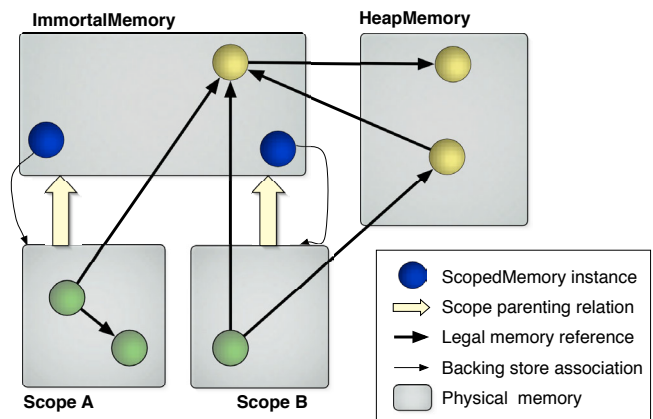 ImmortalMemory
HeapMemory
ScopedMemory instance
Scope parenting relation
Legal memory reference
Backing store association
Physical memory
Scope A
Scope B